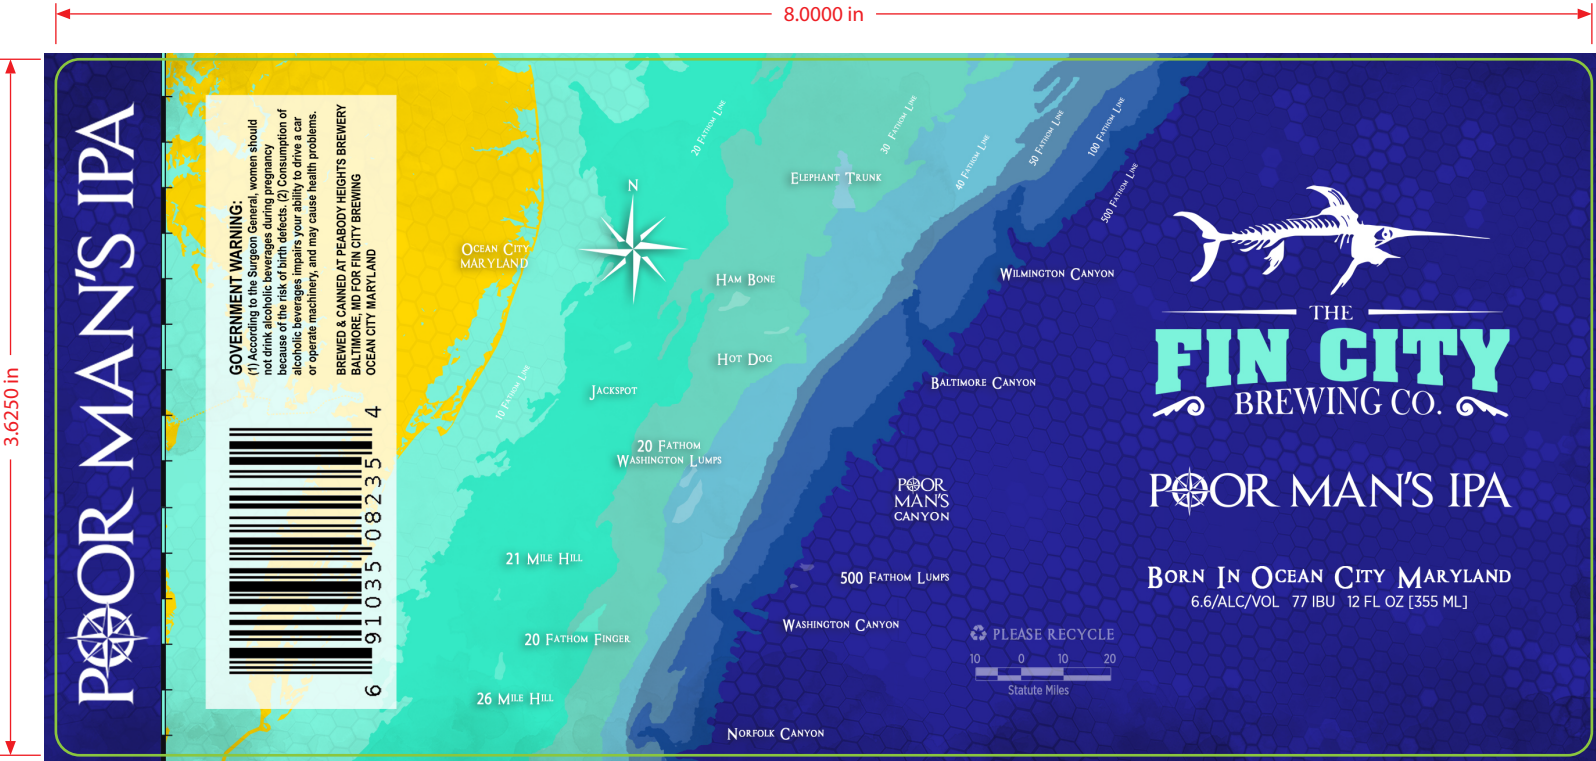 8.0000 in
3.6250 in
POOR MAN'S IPA
GOVERNMENT WARNING:
(1) According to the Surgeon General, women should
not drink alcoholic beverages during pregnancy
because of the risk of birth defects. (2) Consumption of
alcoholic beverages impairs your ability to drive a car
or operate machinery, and may cause health problems.
BREWED & CANNED AT PEABODY HEIGHTS BREWERY
BALTIMORE, MD FOR FIN CITY BREWING
OCEAN CITY MARYLAND
6 91035 08235 4
OCEAN CITY
MARYLAND
N
10 FATHOM LINE
20 FATHOM LINE
30 FATHOM LINE
40 FATHOM LINE
50 FATHOM LINE
100 FATHOM LINE
500 FATHOM LINE
ELEPHANT TRUNK
HAM BONE
HOT DOG
JACKSPOT
20 FATHOM
WASHINGTON LUMPS
21 MILE HILL
20 FATHOM FINGER
26 MILE HILL
WILMINGTON CANYON
BALTIMORE CANYON
POOR
MAN'S
CANYON
500 FATHOM LUMPS
WASHINGTON CANYON
NORFOLK CANYON
PLEASE RECYCLE
10 0 10 20
Statute Miles
THE
FIN CITY
BREWING CO.
POOR MAN'S IPA
BORN IN OCEAN CITY MARYLAND
6.6/ALC/VOL 77 IBU 12 FL OZ [355 ML]